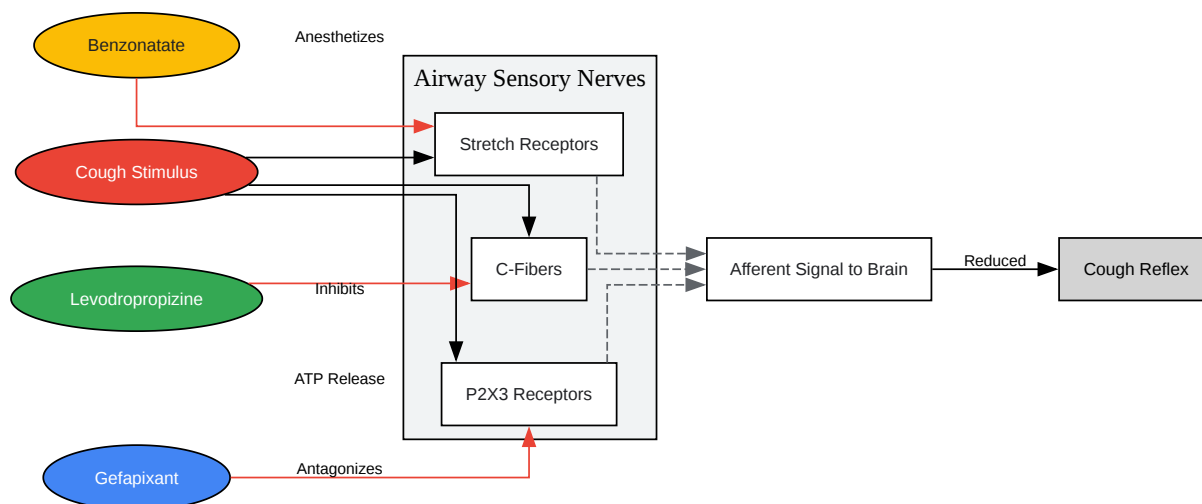 Benzonatate
Anesthetizes
Airway Sensory Nerves
Stretch Receptors
Cough Stimulus
C-Fibers
Afferent Signal to Brain
Reduced
Cough Reflex
Levodropropizine
Inhibits
ATP Release
P2X3 Receptors
Gefapixant
Antagonizes